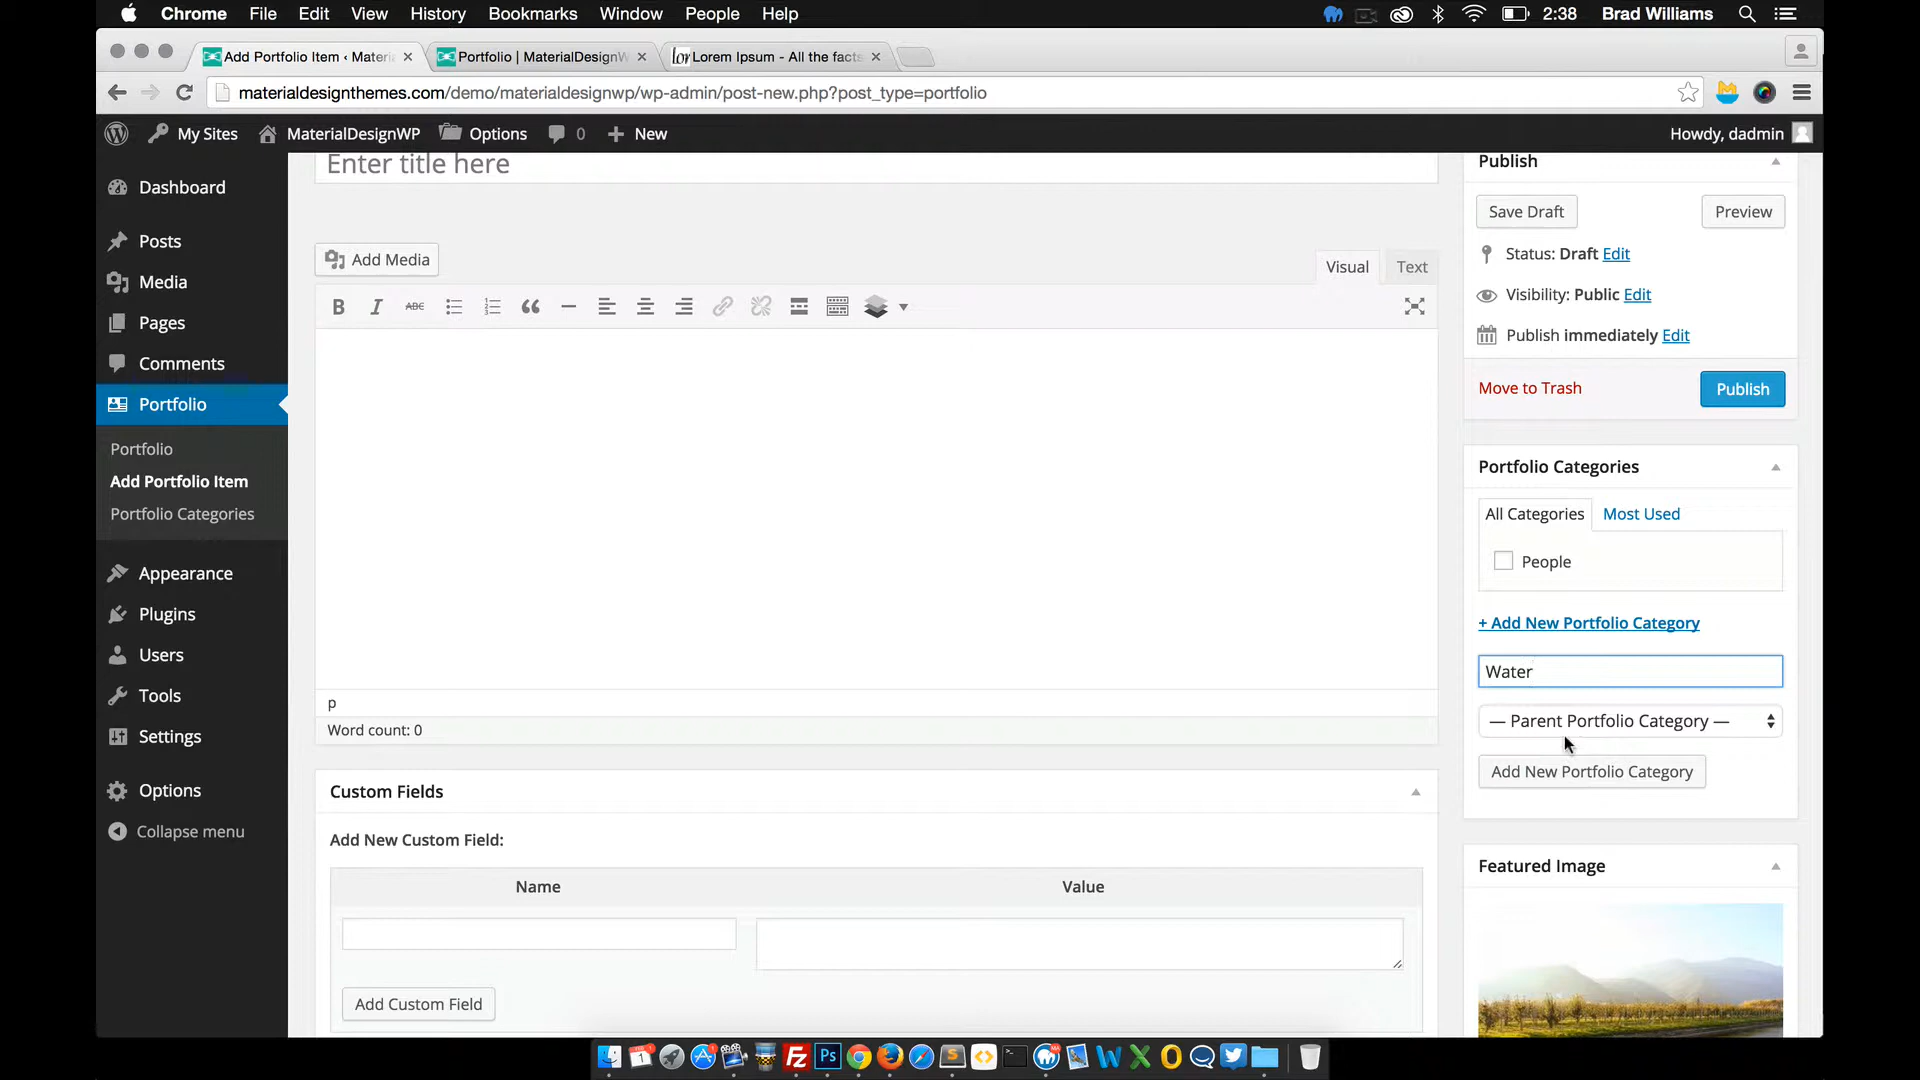 Chrome File Edit View History Bookmarks Window People Help 2:38 Brad Williams
Add Portfolio Item ‹ Materia
Portfolio | MaterialDesignW
Lorem Ipsum - All the facts
materialdesignthemes.com/demo/materialdesignwp/wp-admin/post-new.php?post_type=portfolio
My Sites MaterialDesignWP Options 0 New Howdy, dadmin
Dashboard
Posts
Media
Pages
Comments
Portfolio
Portfolio
Add Portfolio Item
Portfolio Categories
Appearance
Plugins
Users
Tools
Settings
Options
Collapse menu
Enter title here
Add Media
Visual Text
ABC
p
Word count: 0
Custom Fields
Add New Custom Field:
Name Value
Add Custom Field
Publish
Save Draft Preview
Status: Draft Edit
Visibility: Public Edit
Publish immediately Edit
Move to Trash Publish
Portfolio Categories
All Categories Most Used
People
+ Add New Portfolio Category
Water
— Parent Portfolio Category —
Add New Portfolio Category
Featured Image